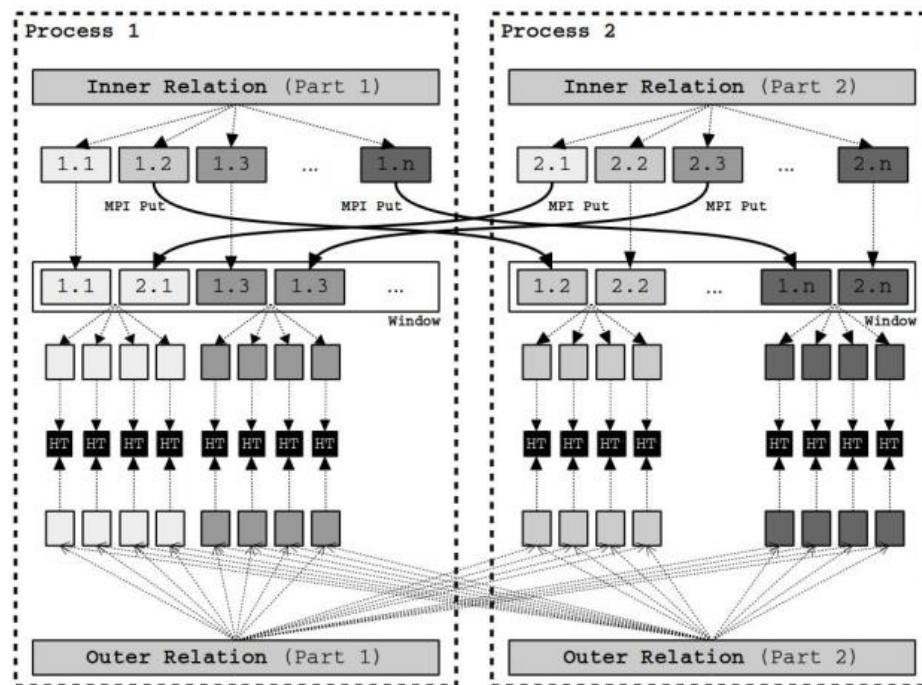 Process 1
Process 2
Inner Relation (Part 1)
Inner Relation (Part 2)
1.1 1.2 1.3 ... 1.n
2.1 2.2 2.3 ... 2.n
MPI Put
MPI Put
MPI Put
MPI Put
1.1 2.1 1.3 1.3 ...
1.2 2.2 ... 1.n 2.n
Window
Window
HT HT HT HT HT HT HT HT
HT HT HT HT HT HT HT HT
Outer Relation (Part 1)
Outer Relation (Part 2)